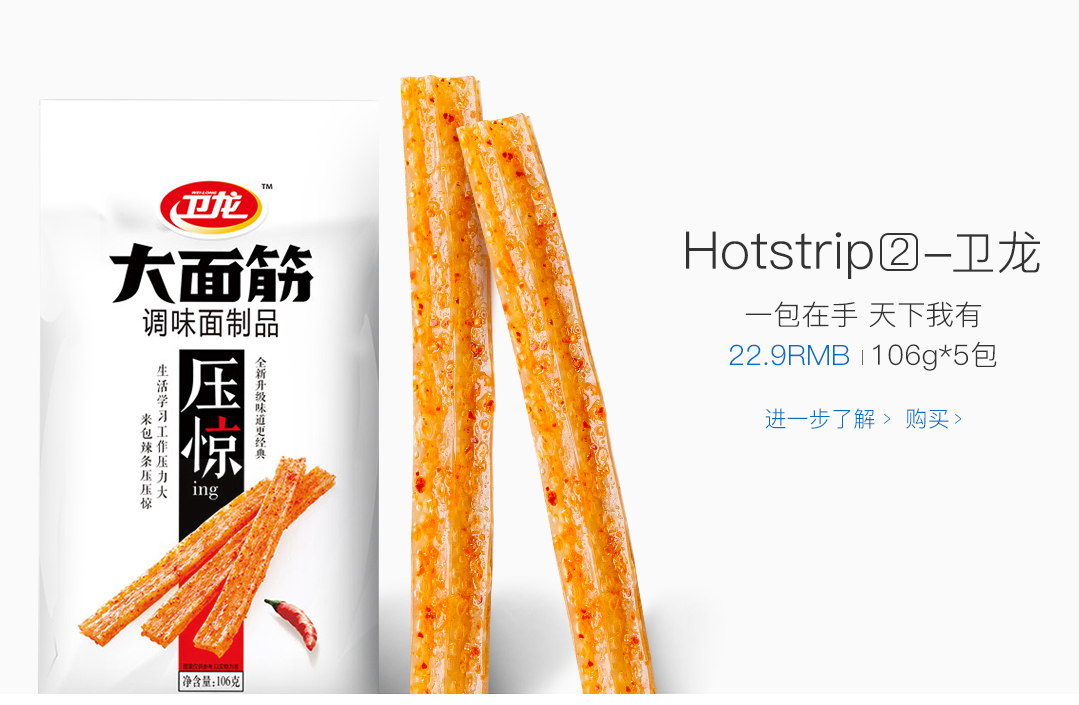 WEI LONG
卫龙
TM
大面筋
调味面制品
压惊
ing
全新升级味道更经典
生活学习工作压力大
来包辣条压压惊
净含量:106克
Hotstrip2–卫龙
一包在手 天下我有
22.9RMB | 106g*5包
进一步了解 > 购买 >